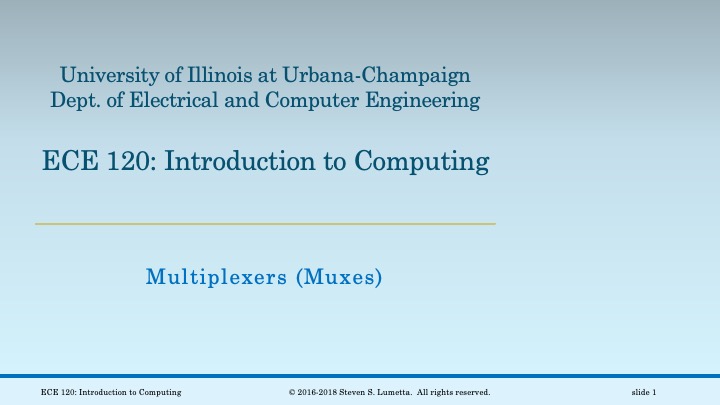 University of Illinois at Urbana-Champaign
Dept. of Electrical and Computer Engineering
ECE 120: Introduction to Computing
Multiplexers (Muxes)
ECE 120: Introduction to Computing © 2016-2018 Steven S. Lumetta. All rights reserved. slide 1